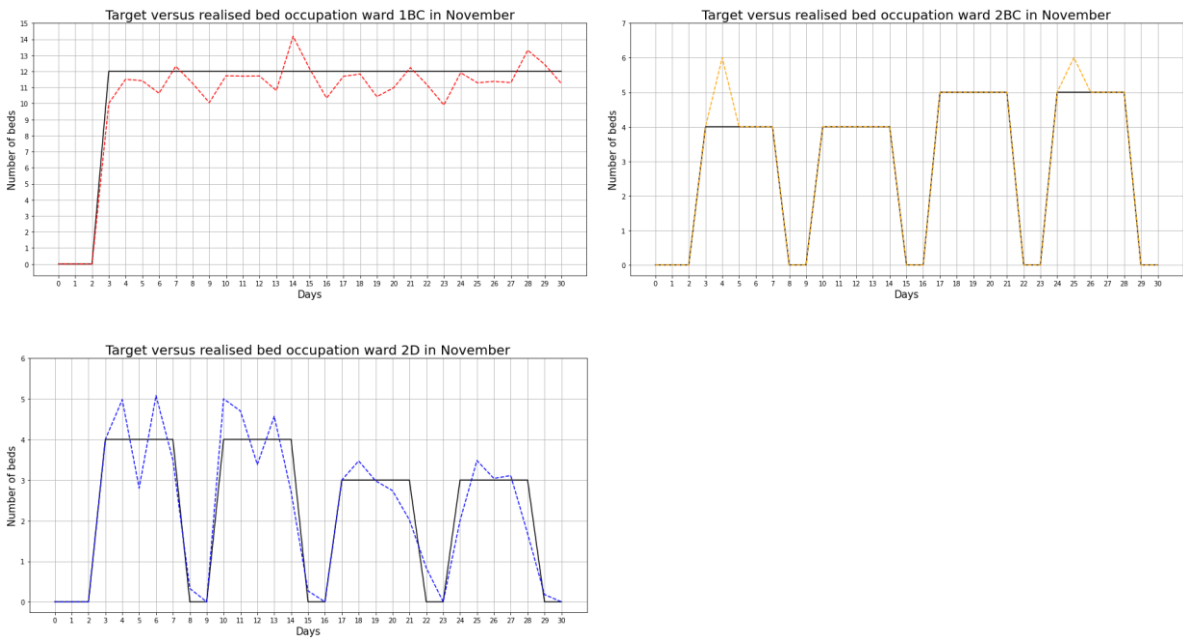 Target versus realised bed occupation ward 1BC in November
Number of beds
15
14
13
12
11
10
9
8
7
6
5
4
3
2
1
0
0 1 2 3 4 5 6 7 8 9 10 11 12 13 14 15 16 17 18 19 20 21 22 23 24 25 26 27 28 29 30
Days
Target versus realised bed occupation ward 2BC in November
Number of beds
7
6
5
4
3
2
1
0
0 1 2 3 4 5 6 7 8 9 10 11 12 13 14 15 16 17 18 19 20 21 22 23 24 25 26 27 28 29 30
Days
Target versus realised bed occupation ward 2D in November
Number of beds
6
5
4
3
2
1
0
0 1 2 3 4 5 6 7 8 9 10 11 12 13 14 15 16 17 18 19 20 21 22 23 24 25 26 27 28 29 30
Days